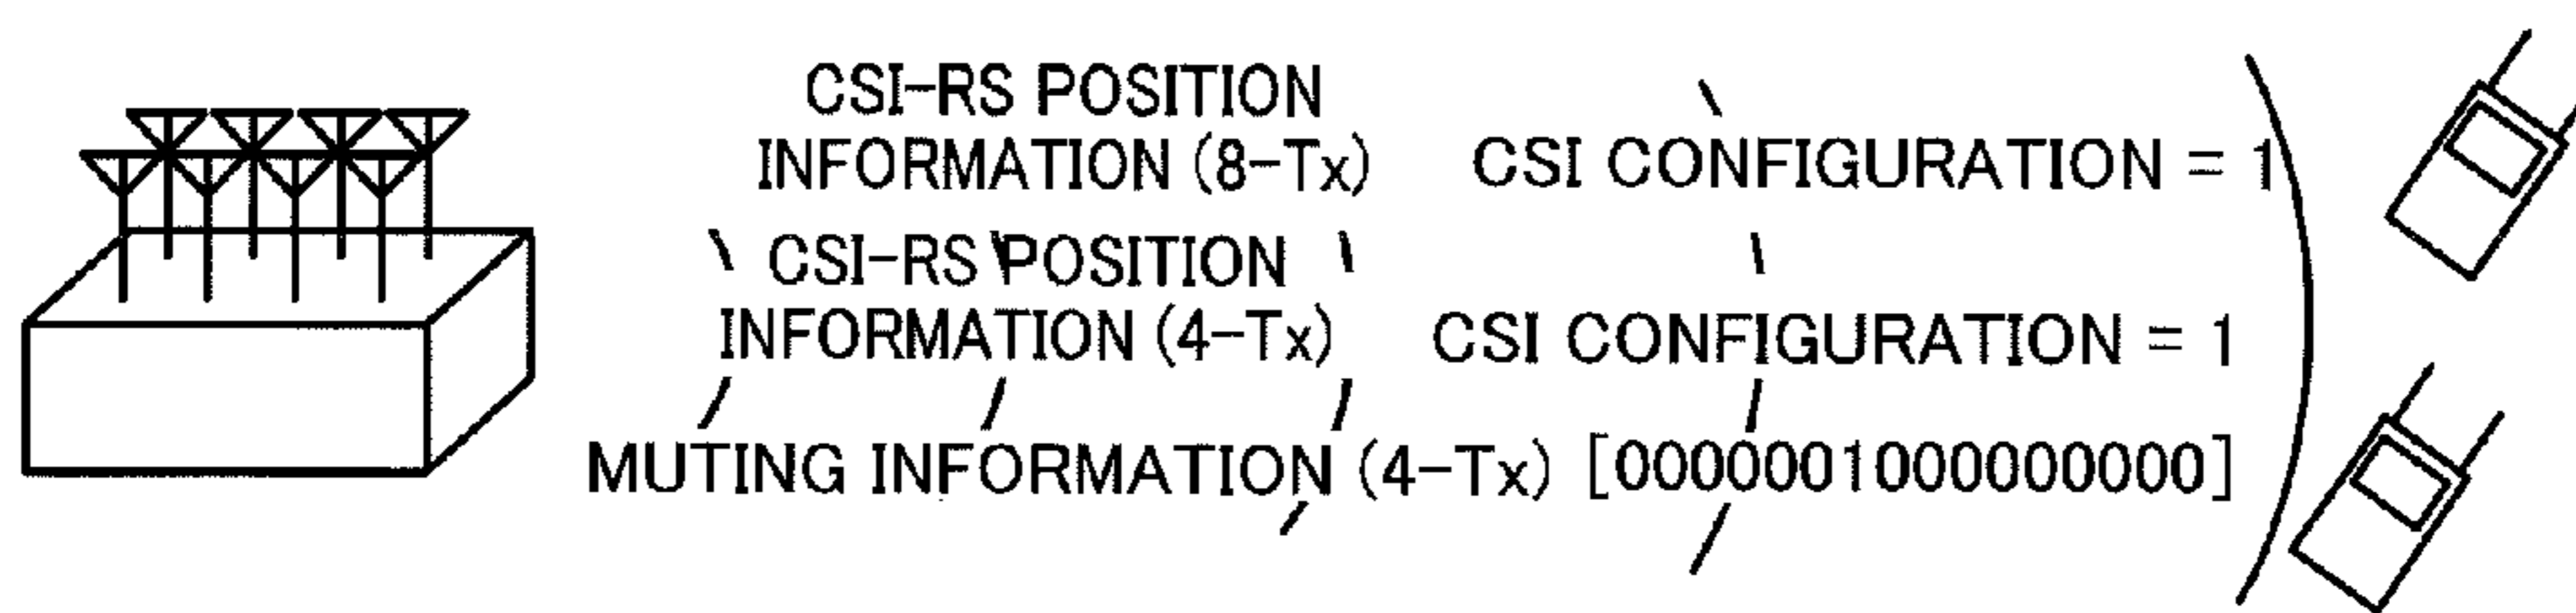 CSI-RS POSITION
INFORMATION (8-Tx) CSI CONFIGURATION = 1
CSI-RS POSITION
INFORMATION (4-Tx) CSI CONFIGURATION = 1
MUTING INFORMATION (4-Tx) [0000001000000000]